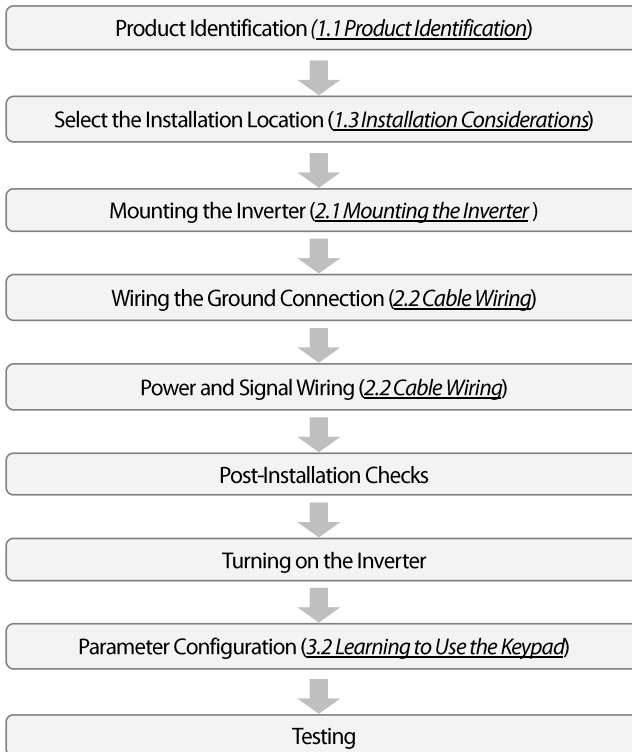 Product Identification (1.1 Product Identification)
Select the Installation Location (1.3 Installation Considerations)
Mounting the Inverter (2.1 Mounting the Inverter )
Wiring the Ground Connection (2.2 Cable Wiring)
Power and Signal Wiring (2.2 Cable Wiring)
Post-Installation Checks
Turning on the Inverter
Parameter Configuration (3.2 Learning to Use the Keypad)
Testing